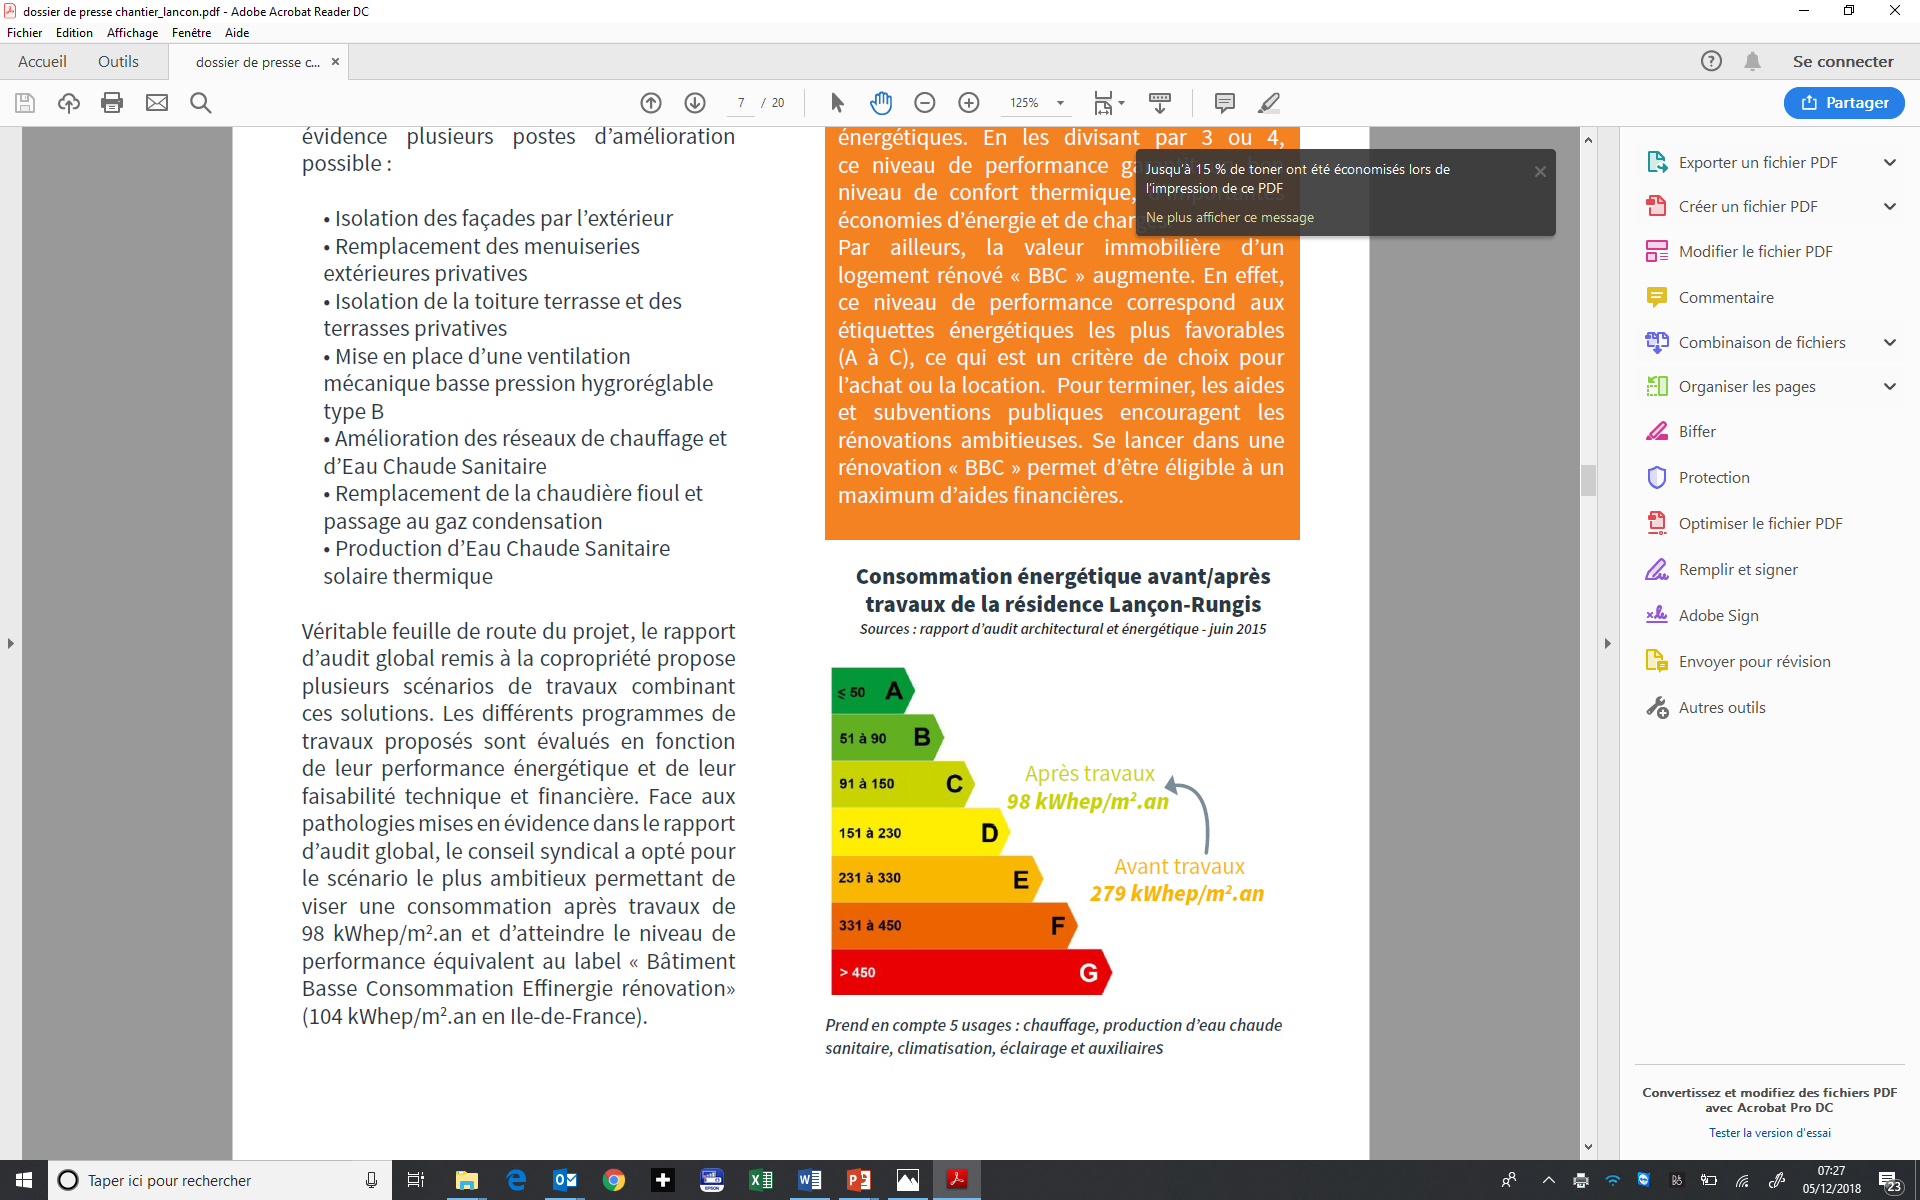 dossier de presse chantier_lancon.pdf - Adobe Acrobat Reader DC
Fichier Edition Affichage Fenêtre Aide
Accueil Outils dossier de presse c... ×
Se connecter
7 / 20 125%
Partager
évidence plusieurs postes d’amélioration
possible :
• Isolation des façades par l’extérieur
• Remplacement des menuiseries
extérieures privatives
• Isolation de la toiture terrasse et des
terrasses privatives
• Mise en place d’une ventilation
mécanique basse pression hygroréglable
type B
• Amélioration des réseaux de chauffage et
d’Eau Chaude Sanitaire
• Remplacement de la chaudière fioul et
passage au gaz condensation
• Production d’Eau Chaude Sanitaire
solaire thermique
Véritable feuille de route du projet, le rapport
d’audit global remis à la copropriété propose
plusieurs scénarios de travaux combinant
ces solutions. Les différents programmes de
travaux proposés sont évalués en fonction
de leur performance énergétique et de leur
faisabilité technique et financière. Face aux
pathologies mises en évidence dans le rapport
d’audit global, le conseil syndical a opté pour
le scénario le plus ambitieux permettant de
viser une consommation après travaux de
98 kWhep/m².an et d’atteindre le niveau de
performance équivalent au label « Bâtiment
Basse Consommation Effinergie rénovation»
(104 kWhep/m².an en Ile-de-France).
énergétiques. En les divisant par 3 ou 4,
ce niveau de performance
niveau de confort thermique,
économies d’énergie et de
Par ailleurs, la valeur immobilière d’un
logement rénové « BBC » augmente. En effet,
ce niveau de performance correspond aux
étiquettes énergétiques les plus favorables
(A à C), ce qui est un critère de choix pour
l’achat ou la location. Pour terminer, les aides
et subventions publiques encouragent les
rénovations ambitieuses. Se lancer dans une
rénovation « BBC » permet d’être éligible à un
maximum d’aides financières.
Jusqu'à 15 % de toner ont été économisés lors de
l'impression de ce PDF
Ne plus afficher ce message
Consommation énergétique avant/après
travaux de la résidence Lançon-Rungis
Sources : rapport d’audit architectural et énergétique - juin 2015
≤ 50 A
51 à 90 B
91 à 150 C
151 à 230 D
231 à 330 E
331 à 450 F
> 450 G
Après travaux
98 kWhep/m².an
Avant travaux
279 kWhep/m².an
Prend en compte 5 usages : chauffage, production d’eau chaude
sanitaire, climatisation, éclairage et auxiliaires
Exporter un fichier PDF
Créer un fichier PDF
Modifier le fichier PDF
Commentaire
Combinaison de fichiers
Organiser les pages
Biffer
Protection
Optimiser le fichier PDF
Remplir et signer
Adobe Sign
Envoyer pour révision
Autres outils
Convertissez et modifiez des fichiers PDF
avec Acrobat Pro DC
Tester la version d'essai
Taper ici pour rechercher
07:27
05/12/2018
23